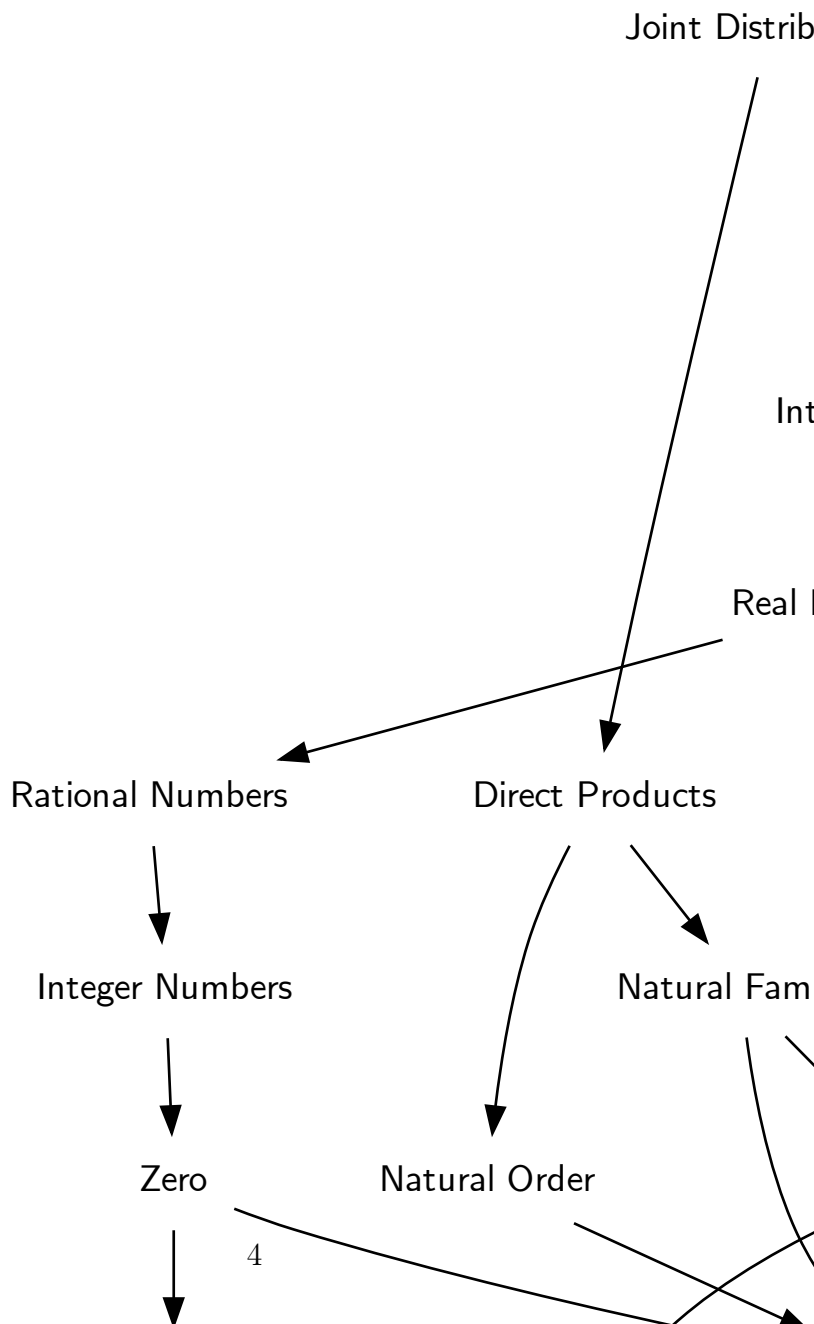 Joint Distrib
Int
Real
Rational Numbers
Direct Products
Integer Numbers
Natural Fam
Zero
Natural Order
4